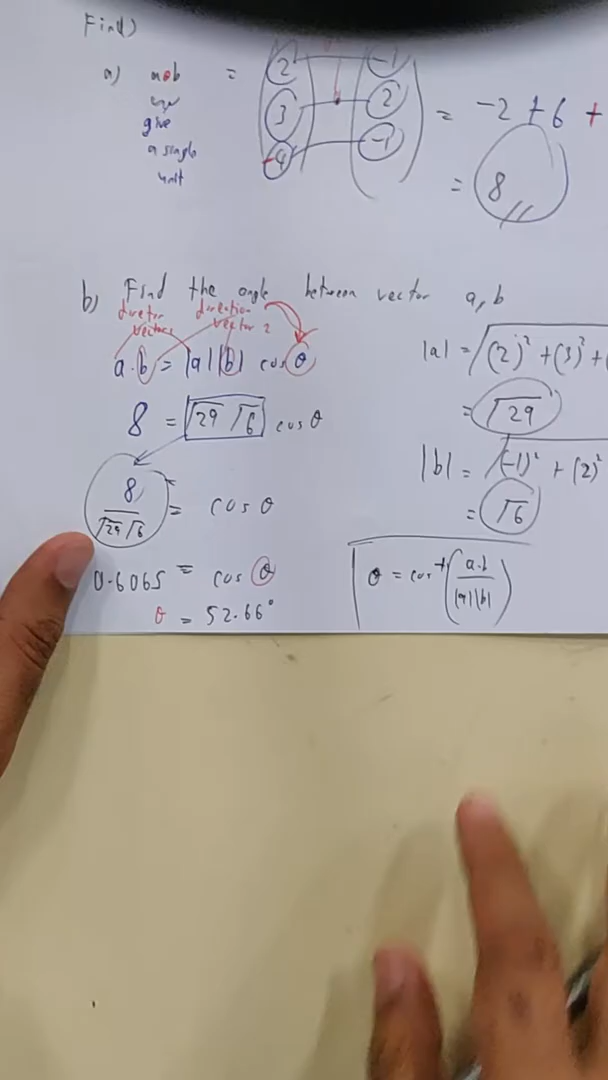 Find)
a) a•b = (2 3 -4) (-1 2 -1) = -2 + 6 +
give
a single
unit
= 8
b) Find the angle between vector a, b
direction
vector 2
a.b = |a||b| cos θ
8 = √29 √6 cos θ
8/√29√6 = cos θ
0.6065 = cos θ
θ = 52.66°
|a| = √(2)² + (3)² + (
= √29
|b| = √(-1)² + (2)²
= √6
θ = cos⁻¹(a.b/|a||b|)